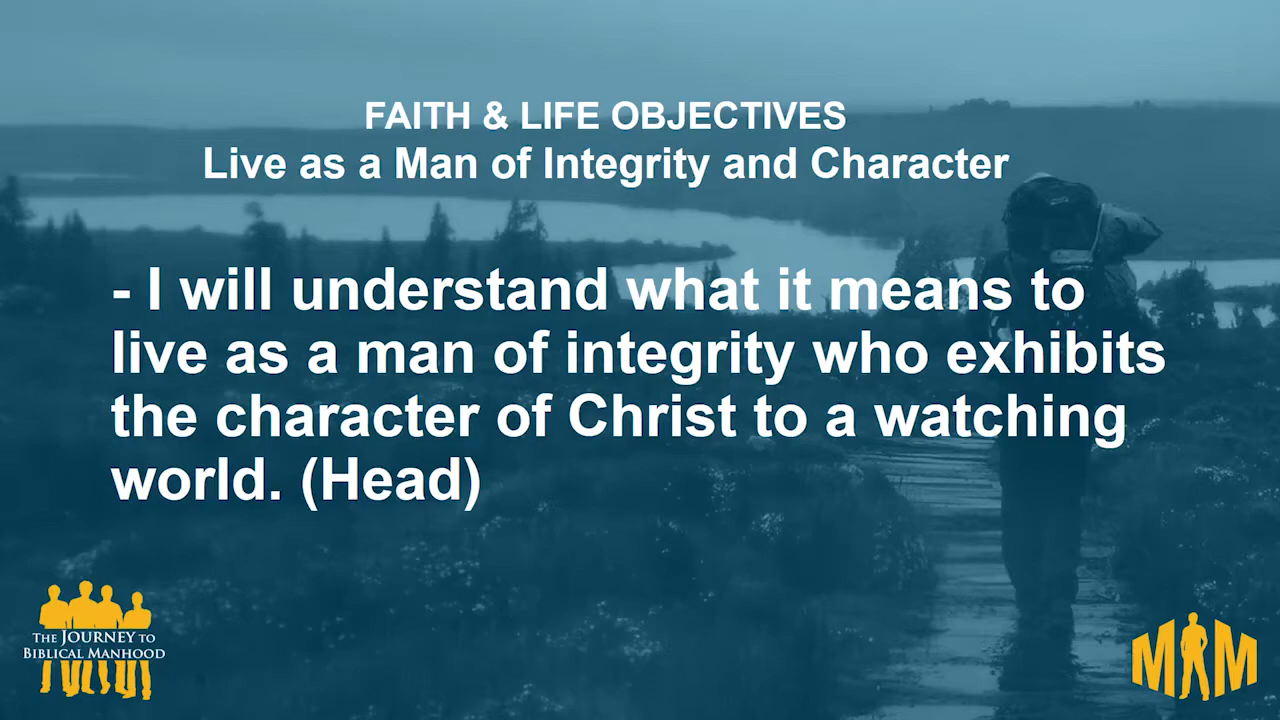 FAITH & LIFE OBJECTIVES
Live as a Man of Integrity and Character
- I will understand what it means to
live as a man of integrity who exhibits
the character of Christ to a watching
world. (Head)
THE JOURNEY TO
BIBLICAL MANHOOD
M M